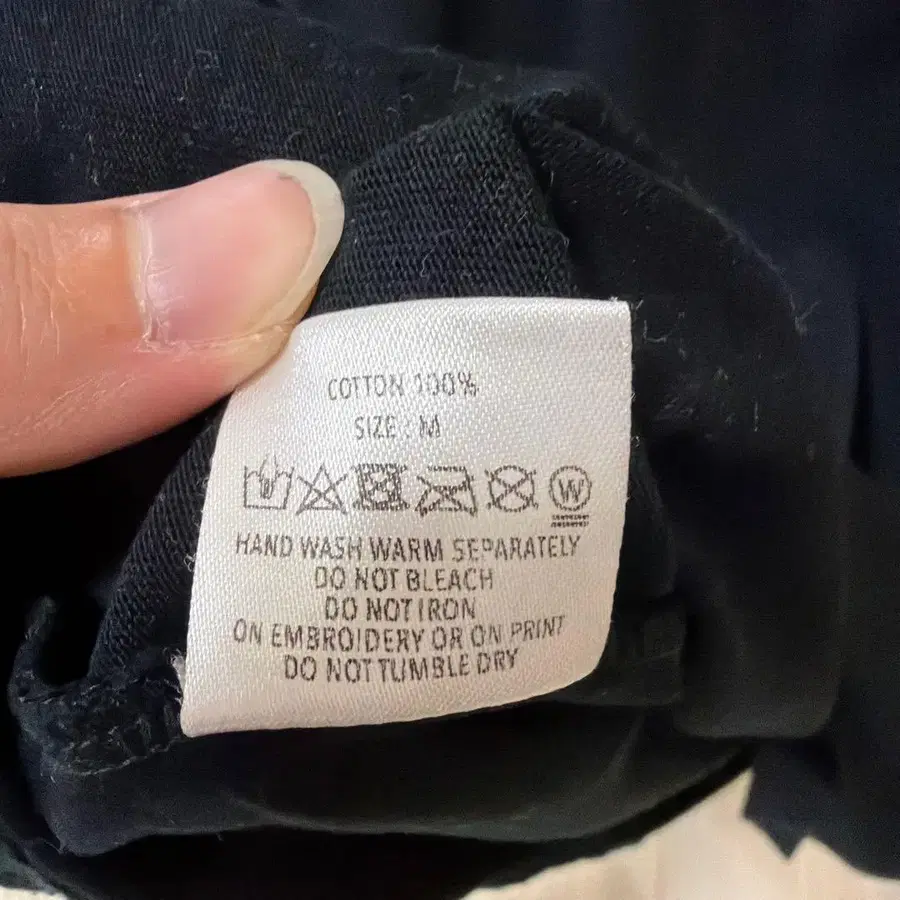 COTTON 100%
SIZE : M
W
HAND WASH WARM SEPARATELY
DO NOT BLEACH
DO NOT IRON
ON EMBROIDERY OR ON PRINT
DO NOT TUMBLE DRY